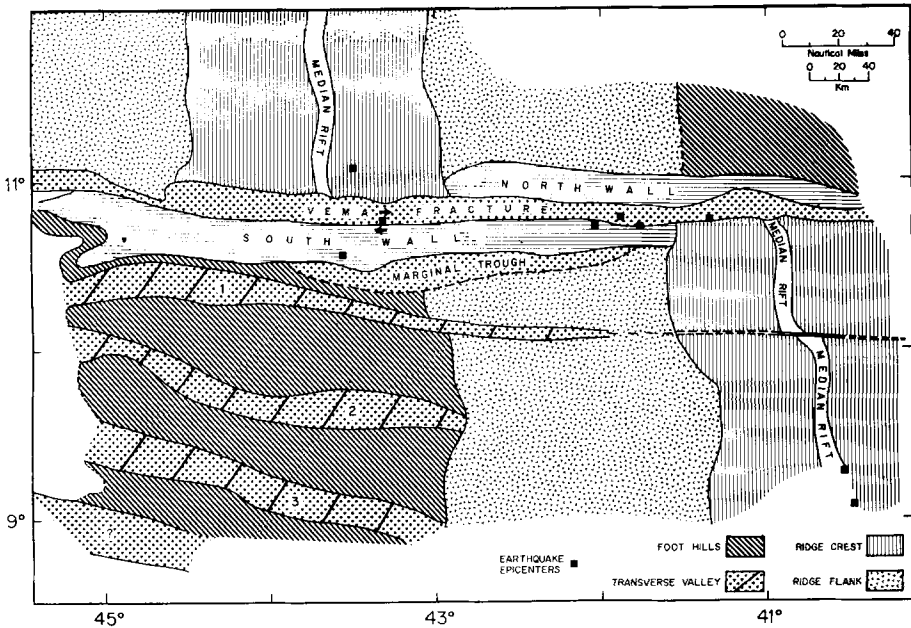 0 20 40
Nautical Miles
0 20 40
Km
MEDIAN RIFT
11°
NORTH WALL
VEMA FRACTURE
SOUTH WALL
MARGINAL TROUGH
MEDIAN RIFT
1
MEDIAN RIFT
2
3
9°
?
FOOT HILLS
RIDGE CREST
EARTHQUAKE
EPICENTERS
TRANSVERSE VALLEY
RIDGE FLANK
45°
43°
41°